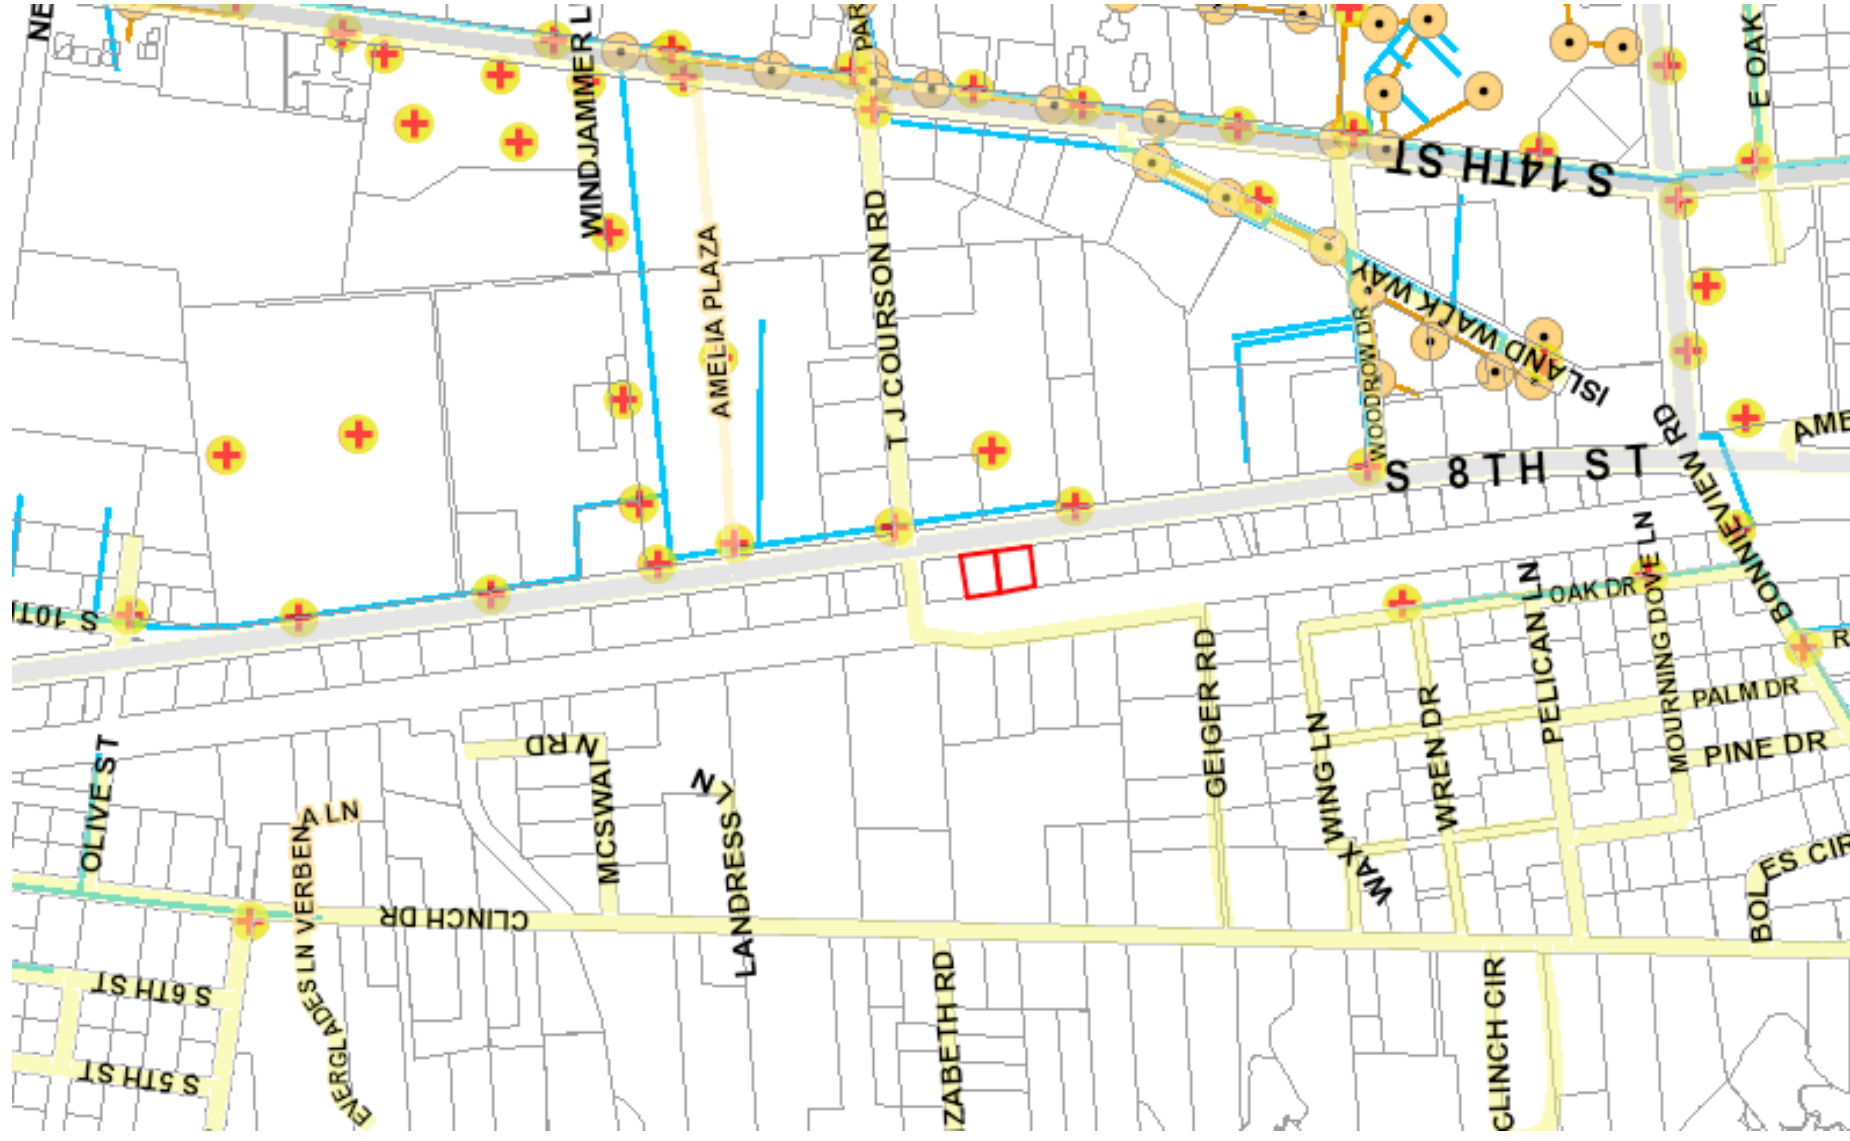 NE
WINDJAMMER L
PAR
E OAK
S 14TH ST
AMELIA PLAZA
T J COURSON RD
WOODROW DR
ISLAND WALK WAY
S 8TH ST
AME
BONNIEVIEW RD
S 10T
OAK DR
PELICAN LN
MOURNING DOVE LN
R
GEIGER RD
WAX WING LN
WREN DR
PALM DR
PINE DR
OLIVE ST
MCSWAIN RD
LANDRESS LN
VERBENA LN
BOLES CIR
CLINCH DR
EVERGLADES LN
ZABETH RD
CLINCH CIR
S 6TH ST
S 5TH ST